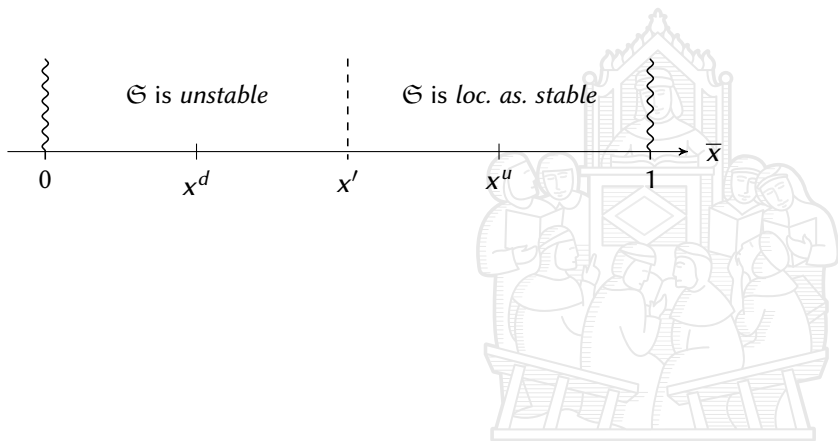 𝔖 is unstable
𝔖 is loc. as. stable
0 x^d x′ x^u 1 x̅